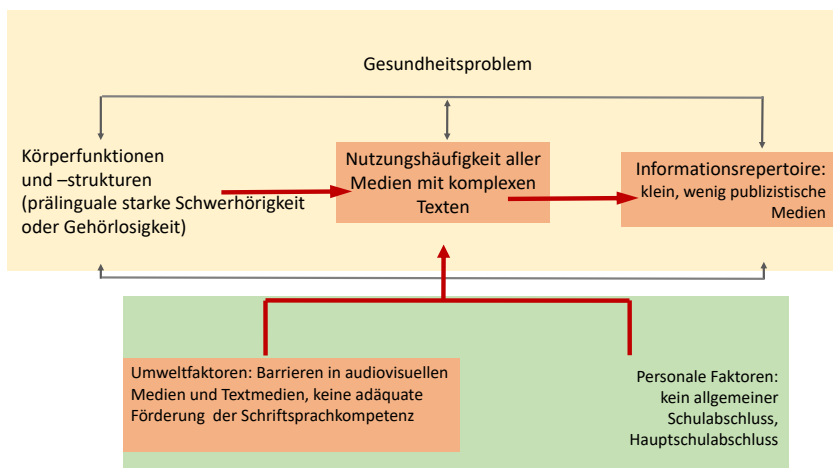 Gesundheitsproblem
Körperfunktionen
und –strukturen
(prälinguale starke Schwerhörigkeit
oder Gehörlosigkeit)
Nutzungshäufigkeit aller
Medien mit komplexen
Texten
Informationsrepertoire:
klein, wenig publizistische
Medien
Umweltfaktoren: Barrieren in audiovisuellen
Medien und Textmedien, keine adäquate
Förderung der Schriftsprachkompetenz
Personale Faktoren:
kein allgemeiner
Schulabschluss,
Hauptschulabschluss